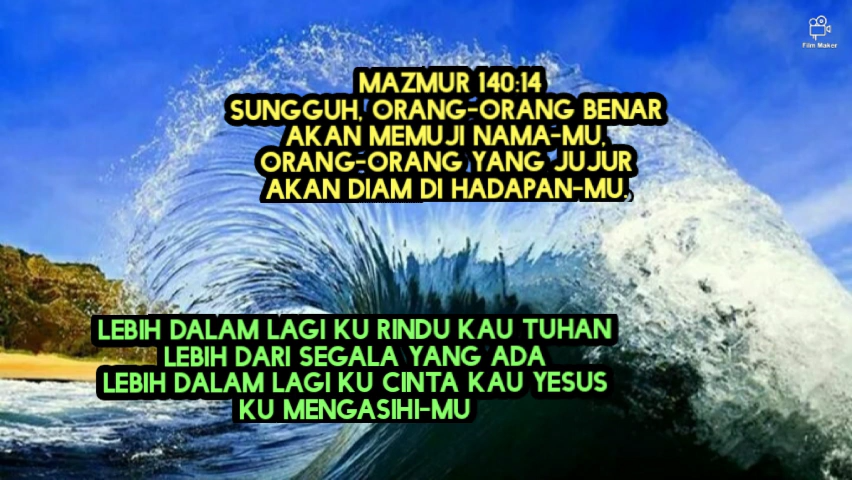 Film Maker
MAZMUR 140:14
SUNGGUH, ORANG-ORANG BENAR
AKAN MEMUJI NAMA-MU,
ORANG-ORANG YANG JUJUR
AKAN DIAM DI HADAPAN-MU.
LEBIH DALAM LAGI KU RINDU KAU TUHAN
LEBIH DARI SEGALA YANG ADA
LEBIH DALAM LAGI KU CINTA KAU YESUS
KU MENGASIHI-MU